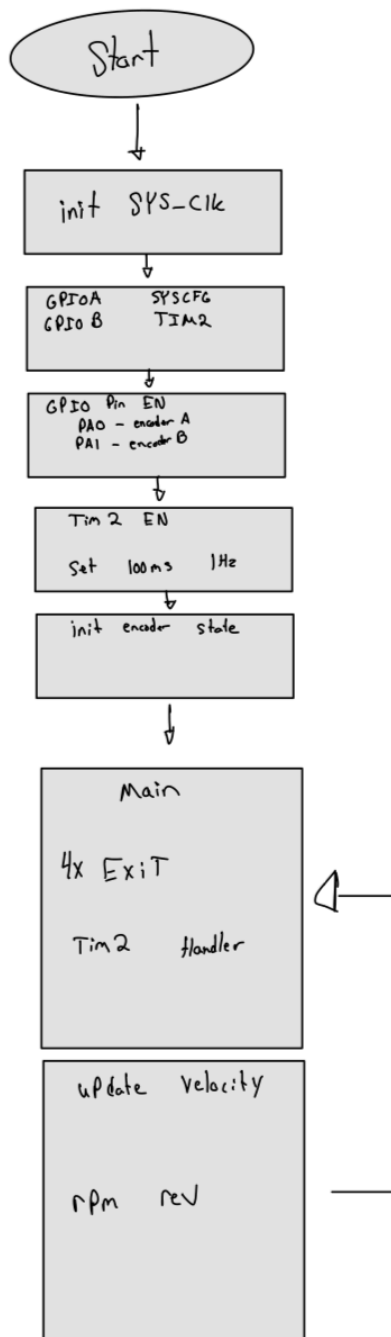 Start
init SYS_Clk
GPIOA SYSCFG
GPIO B TIM2
GPIO Pin EN
PA0 - encoder A
PA1 - encoder B
Tim 2 EN
Set 100ms 1Hz
init encoder state
Main
4x ExiT
Tim2 Handler
uPdate Velocity
rpm rev